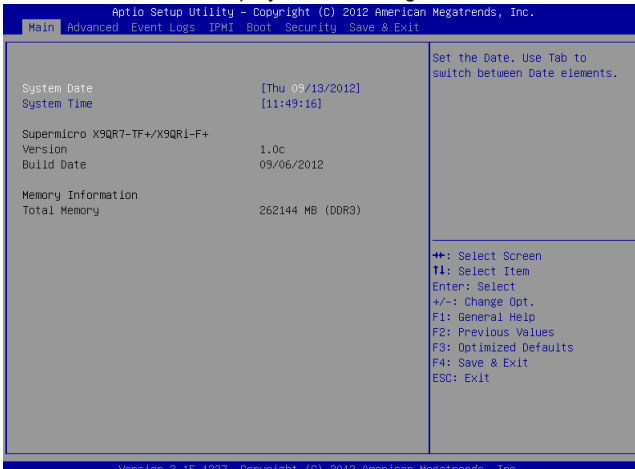 Aptio Setup Utility – Copyright (C) 2012 American Megatrends, Inc.
Main Advanced Event Logs IPMI Boot Security Save & Exit
System Date [Thu 09/13/2012]
System Time [11:49:16]
Supermicro X9QR7-TF+/X9QRi-F+
Version 1.0c
Build Date 09/06/2012
Memory Information
Total Memory 262144 MB (DDR3)
Set the Date. Use Tab to
switch between Date elements.
→←: Select Screen
↑↓: Select Item
Enter: Select
+/-: Change Opt.
F1: General Help
F2: Previous Values
F3: Optimized Defaults
F4: Save & Exit
ESC: Exit
Version 2.15.1227. Copyright (C) 2012 American Megatrends, Inc.